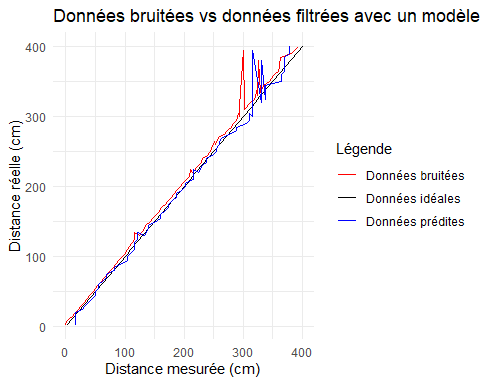 Données bruitées vs données filtrées avec un modèle
Distance réelle (cm)
400
300
200
100
0
0 100 200 300 400
Distance mesurée (cm)
Légende
Données bruitées
Données idéales
Données prédites